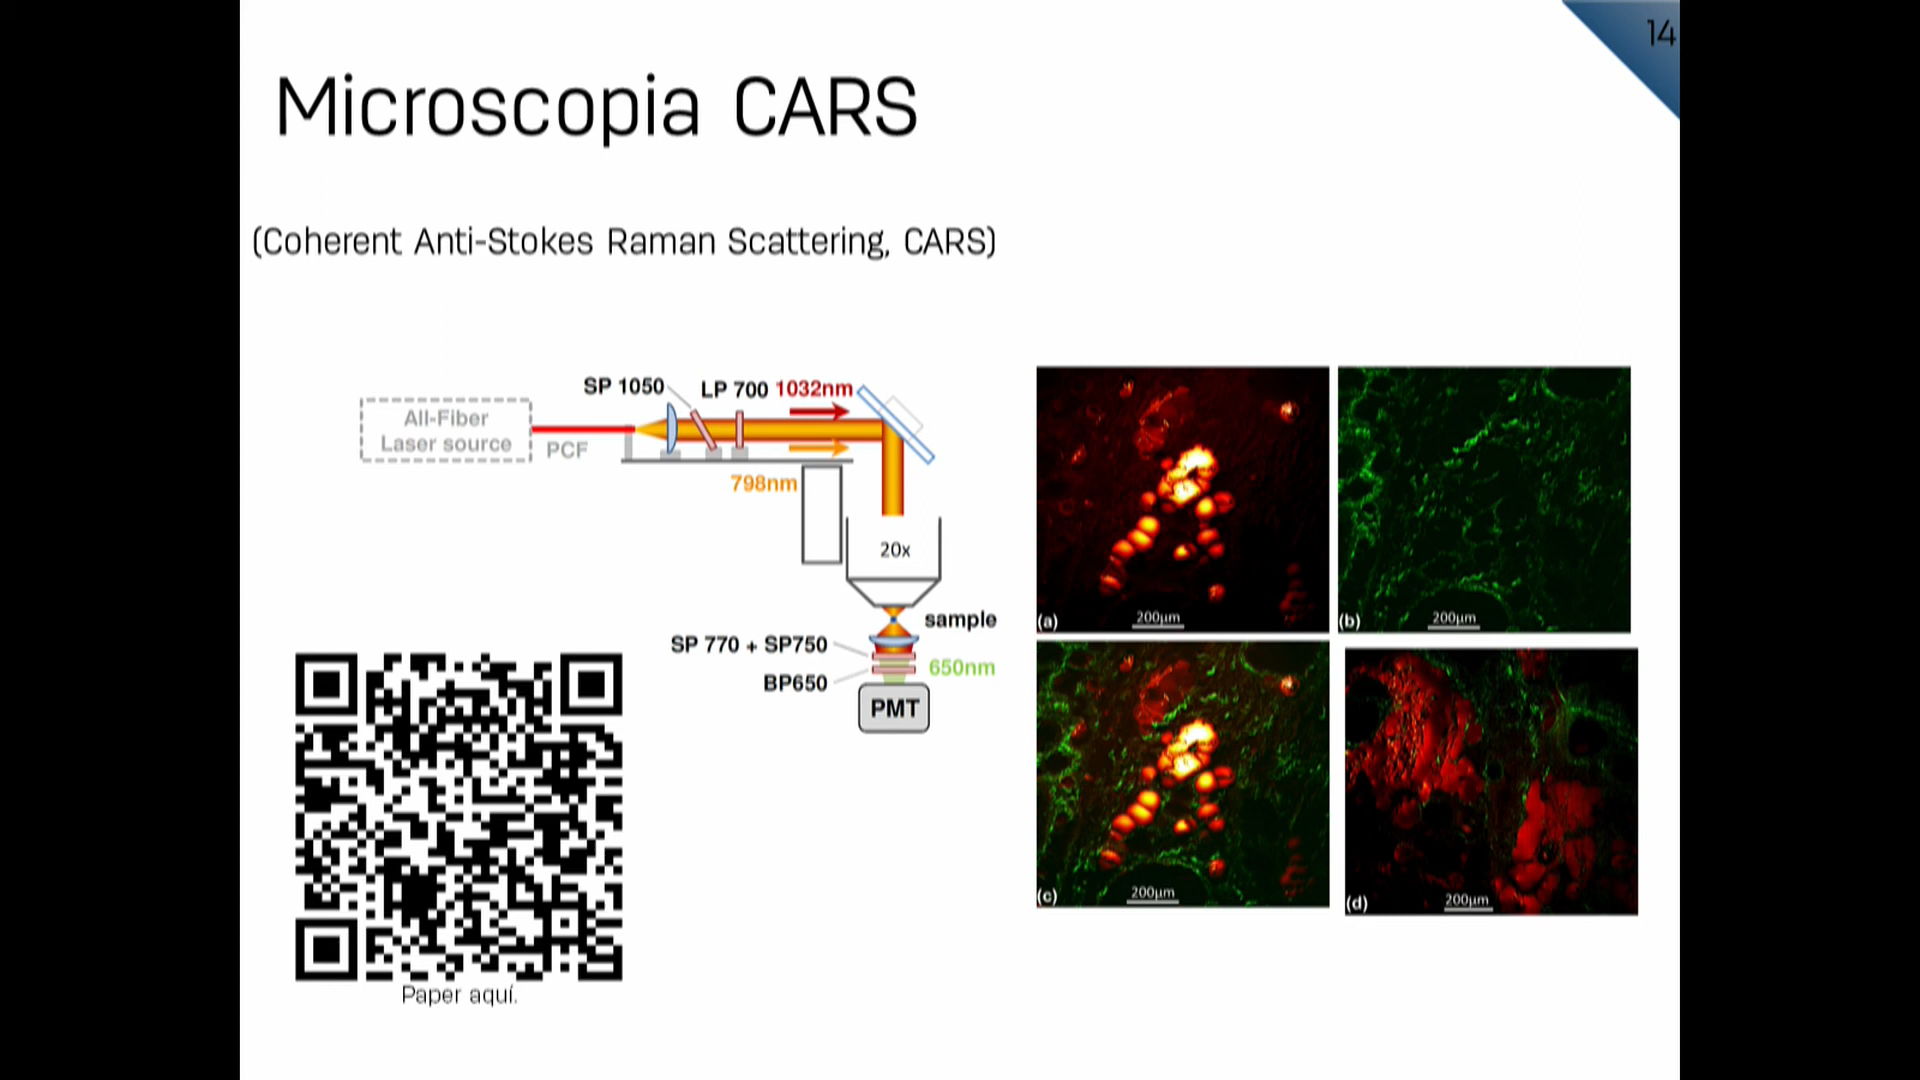 14
Microscopia CARS
(Coherent Anti-Stokes Raman Scattering, CARS)
SP 1050
LP 700
1032nm
All-Fiber
Laser source
PCF
798nm
20x
sample
SP 770 + SP750
650nm
BP650
PMT
(a)
200µm
(b)
200µm
(c)
200µm
(d)
200µm
Paper aquí.